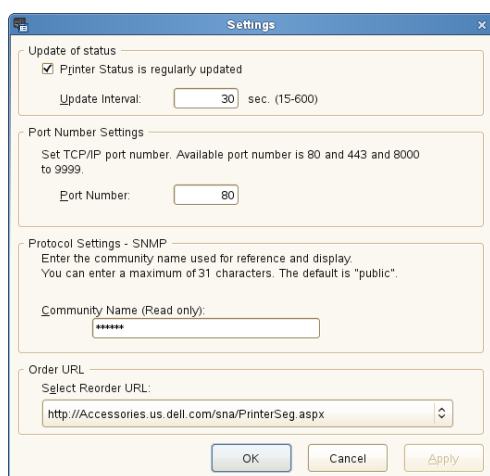 Settings
Update of status
Printer Status is regularly updated
Update Interval: 30 sec. (15-600)
Port Number Settings
Set TCP/IP port number. Available port number is 80 and 443 and 8000
to 9999.
Port Number: 80
Protocol Settings - SNMP
Enter the community name used for reference and display.
You can enter a maximum of 31 characters. The default is "public".
Community Name (Read only):
******
Order URL
Select Reorder URL:
http://Accessories.us.dell.com/sna/PrinterSeg.aspx
OK Cancel Apply